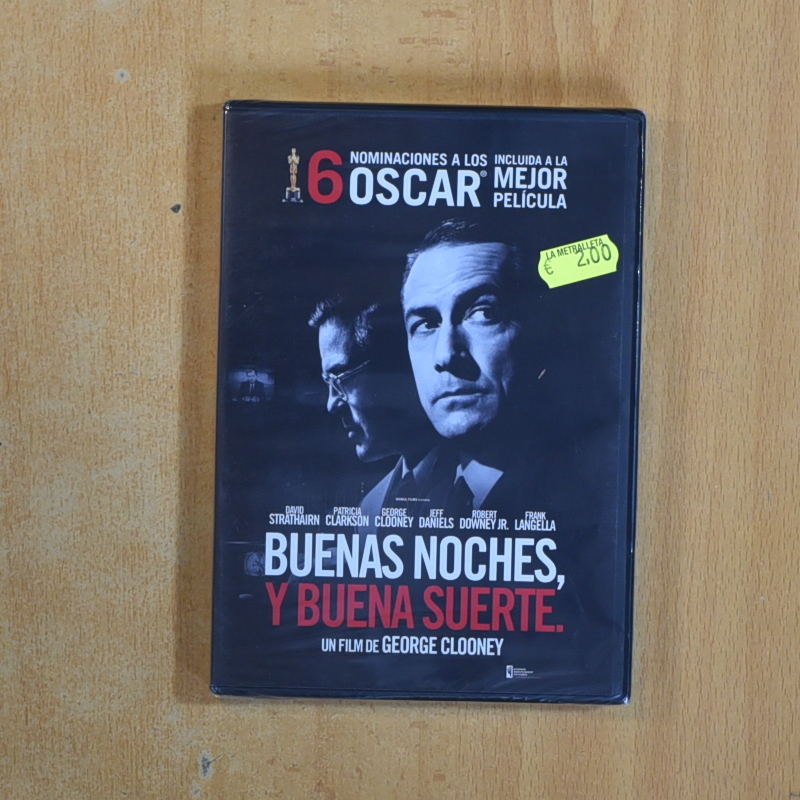 6 NOMINACIONES A LOS OSCAR® INCLUIDA A LA MEJOR PELÍCULA
LA METRALLETA
€ 2,00
DAVID STRATHAIRN PATRICIA CLARKSON GEORGE CLOONEY JEFF DANIELS ROBERT DOWNEY JR. FRANK LANGELLA
BUENAS NOCHES,
Y BUENA SUERTE.
UN FILM DE GEORGE CLOONEY